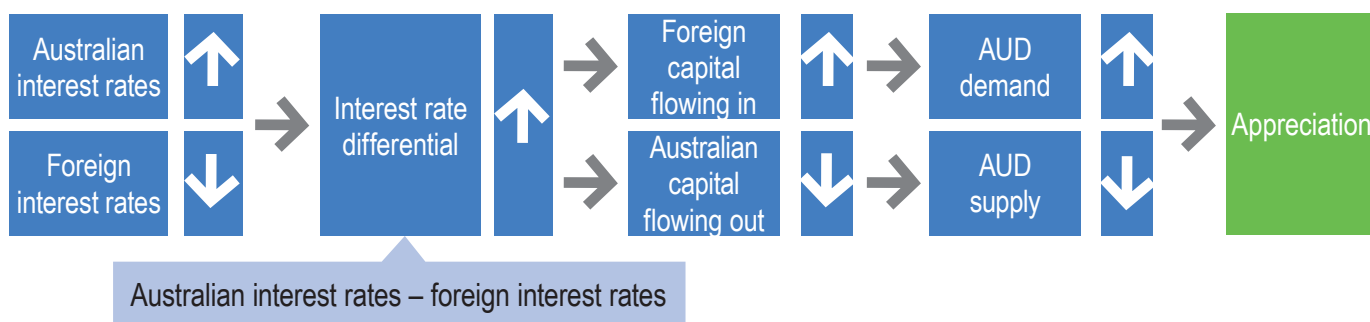 Australian
interest rates
Foreign
interest rates
Interest rate
differential
Foreign
capital
flowing in
Australian
capital
flowing out
AUD
demand
AUD
supply
Appreciation
Australian interest rates – foreign interest rates